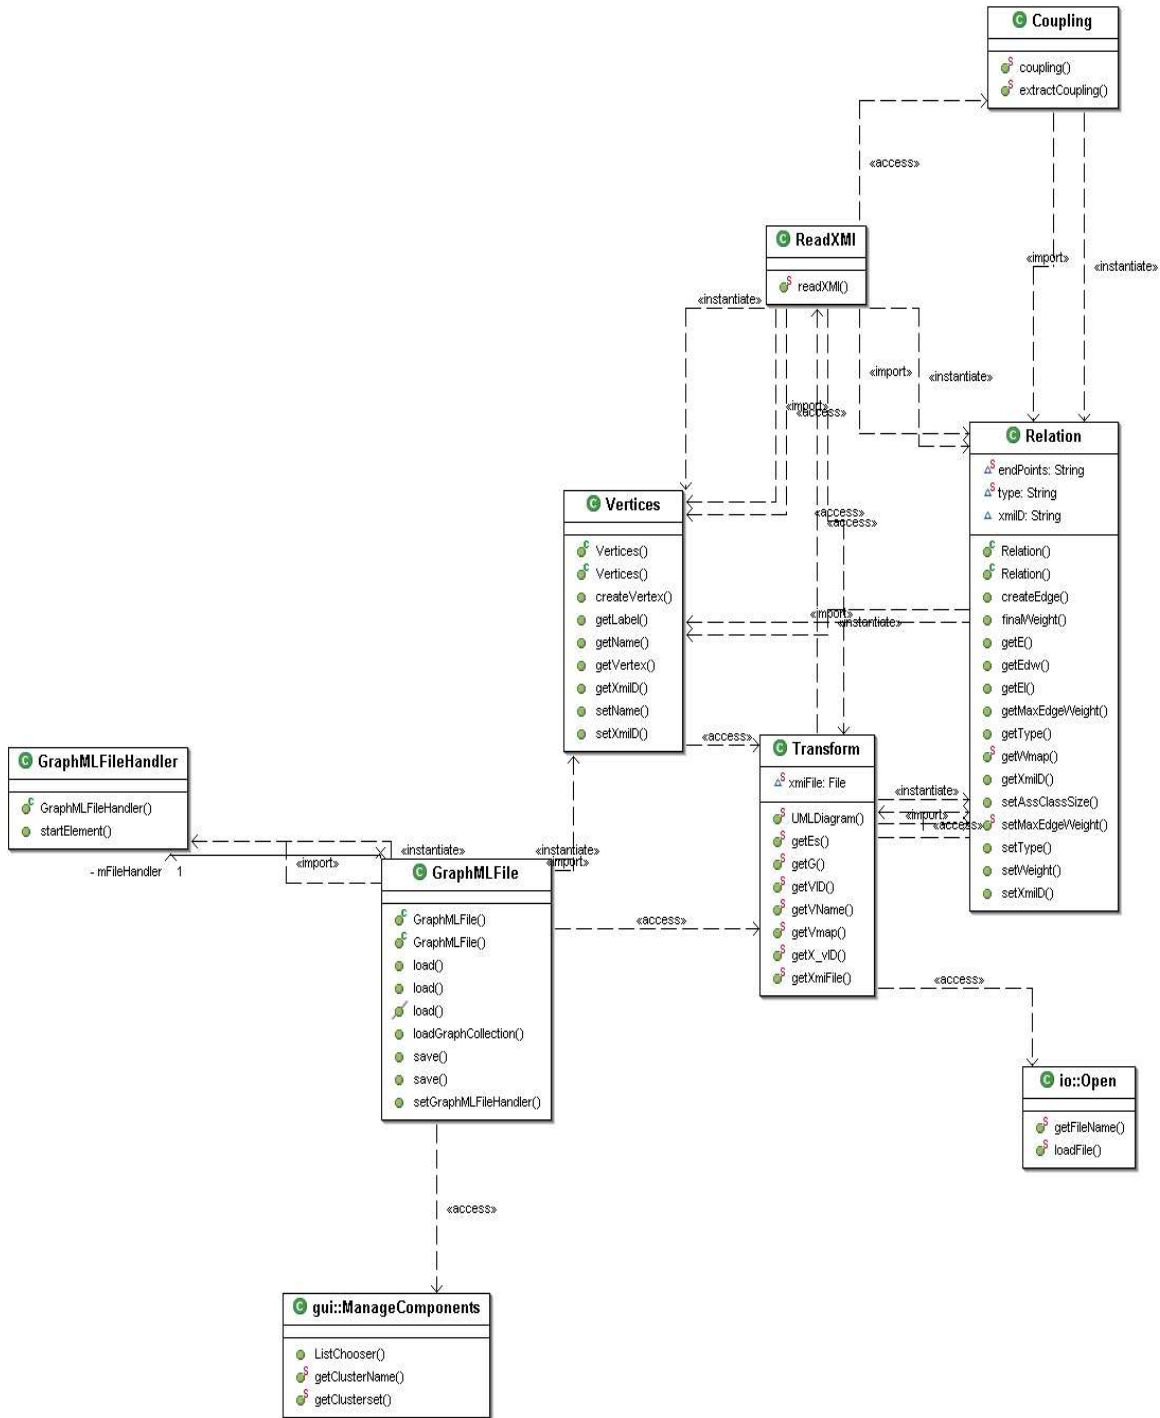 Coupling
coupling()
extractCoupling()
«access»
ReadXMI
readXMI()
«import»
«instantiate»
«instantiate»
«import»
«instantiate»
«import»
«access»
Relation
endPoints: String
type: String
xmiID: String
Relation()
Relation()
createEdge()
finalWeight()
getE()
getEdw()
getEl()
getMaxEdgeWeight()
getType()
getWmap()
getXmiID()
setAssClassSize()
setMaxEdgeWeight()
setType()
setWeight()
setXmiID()
Vertices
Vertices()
Vertices()
createVertex()
getLabel()
getName()
getVertex()
getXmiID()
setName()
setXmiID()
«access»
«access»
«import»
«instantiate»
«access»
Transform
xmiFile: File
UMLDiagram()
getEs()
getG()
getVID()
getVName()
getVmap()
getX_vID()
getXmiFile()
«instantiate»
«import»
«access»
GraphMLFileHandler
GraphMLFileHandler()
startElement()
- mFileHandler 1
«import»
«instantiate»
«instantiate»
«import»
GraphMLFile
GraphMLFile()
GraphMLFile()
load()
load()
load()
loadGraphCollection()
save()
save()
setGraphMLFileHandler()
«access»
«access»
io::Open
getFileName()
loadFile()
«access»
gui::ManageComponents
ListChooser()
getClusterName()
getClusterset()